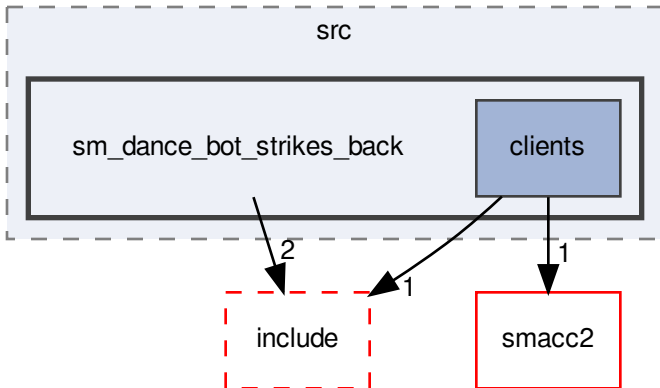 src
sm_dance_bot_strikes_back
clients
2
1
1
include
smacc2